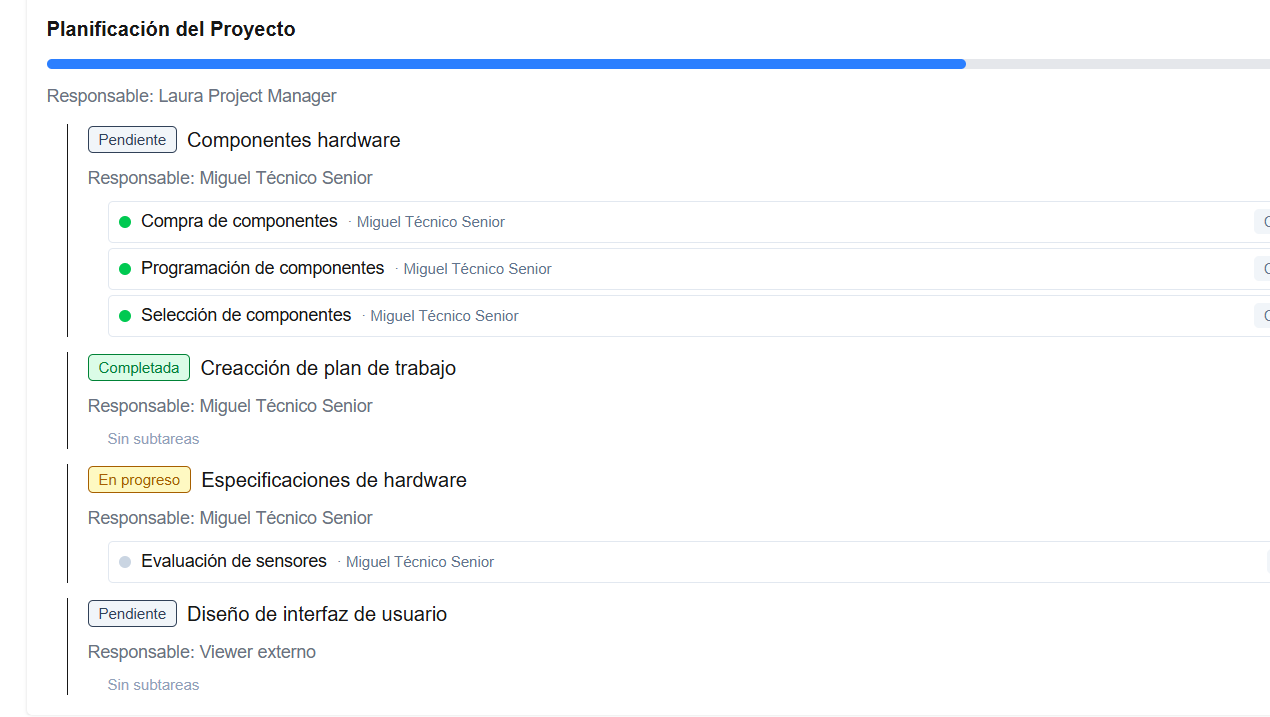 Planificación del Proyecto
Responsable: Laura Project Manager
Pendiente Componentes hardware
Responsable: Miguel Técnico Senior
Compra de componentes · Miguel Técnico Senior
Programación de componentes · Miguel Técnico Senior
Selección de componentes · Miguel Técnico Senior
Completada Creacción de plan de trabajo
Responsable: Miguel Técnico Senior
Sin subtareas
En progreso Especificaciones de hardware
Responsable: Miguel Técnico Senior
Evaluación de sensores · Miguel Técnico Senior
Pendiente Diseño de interfaz de usuario
Responsable: Viewer externo
Sin subtareas